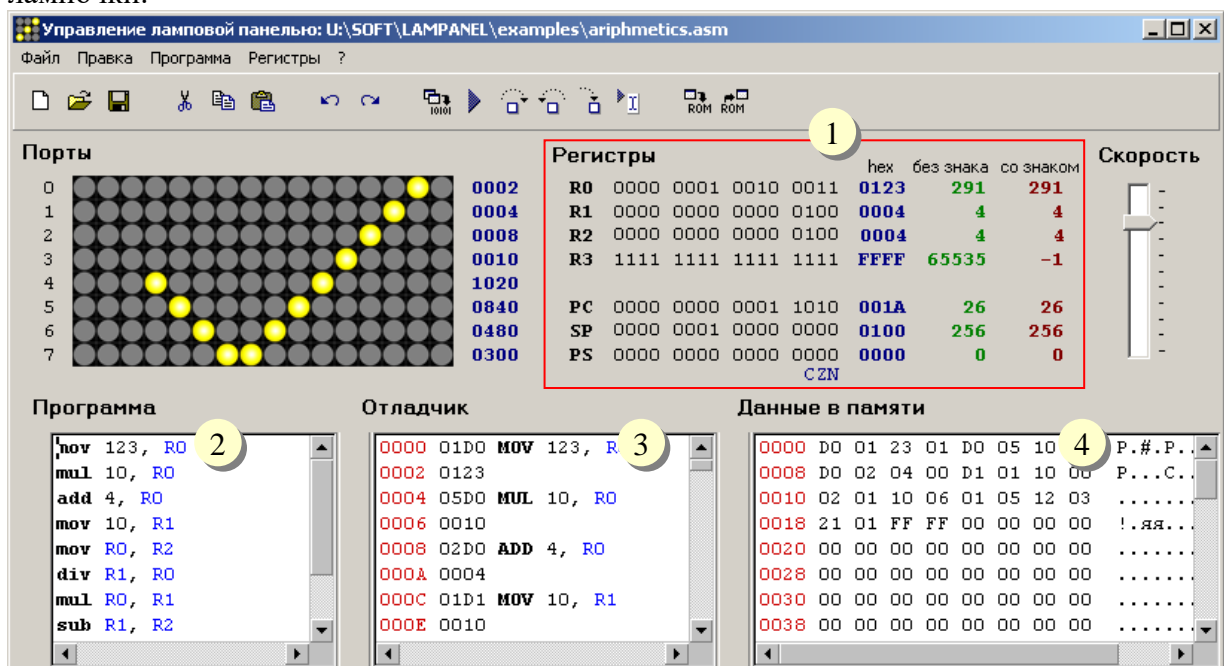 лампочки.
Управление ламповой панелью: U:\SOFT\LAMPANEL\examples\ariphmetics.asm
Файл Правка Программа Регистры ?
10101 ROM ROM
1
Порты
0 0002
1 0004
2 0008
3 0010
4 1020
5 0840
6 0480
7 0300
Регистры hex без знака со знаком
R0 0000 0001 0010 0011 0123 291 291
R1 0000 0000 0000 0100 0004 4 4
R2 0000 0000 0000 0100 0004 4 4
R3 1111 1111 1111 1111 FFFF 65535 -1
PC 0000 0000 0001 1010 001A 26 26
SP 0000 0001 0000 0000 0100 256 256
PS 0000 0000 0000 0000 0000 0 0
CZN
Скорость
Программа
2
mov 123, R0
mul 10, R0
add 4, R0
mov 10, R1
mov R0, R2
div R1, R0
mul R0, R1
sub R1, R2
Отладчик
3
0000 01D0 MOV 123, R
0002 0123
0004 05D0 MUL 10, R0
0006 0010
0008 02D0 ADD 4, R0
000A 0004
000C 01D1 MOV 10, R1
000E 0010
Данные в памяти
4
0000 D0 01 23 01 D0 05 10 P.#.P..
0008 D0 02 04 00 D1 01 10 00 P...С..
0010 02 01 10 06 01 05 12 03 .......
0018 21 01 FF FF 00 00 00 00 !.яя...
0020 00 00 00 00 00 00 00 00 .......
0028 00 00 00 00 00 00 00 00 .......
0030 00 00 00 00 00 00 00 00 .......
0038 00 00 00 00 00 00 00 00 .......